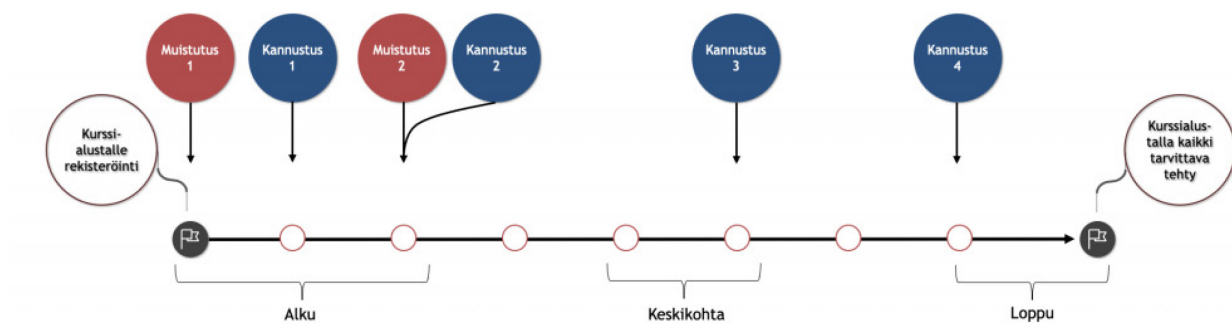 Muistutus
1
Kannustus
1
Muistutus
2
Kannustus
2
Kannustus
3
Kannustus
4
Kurssi-
alustalle
rekisteröinti
Kurssialus-
talla kaikki
tarvittava
tehty
Alku
Keskikohta
Loppu